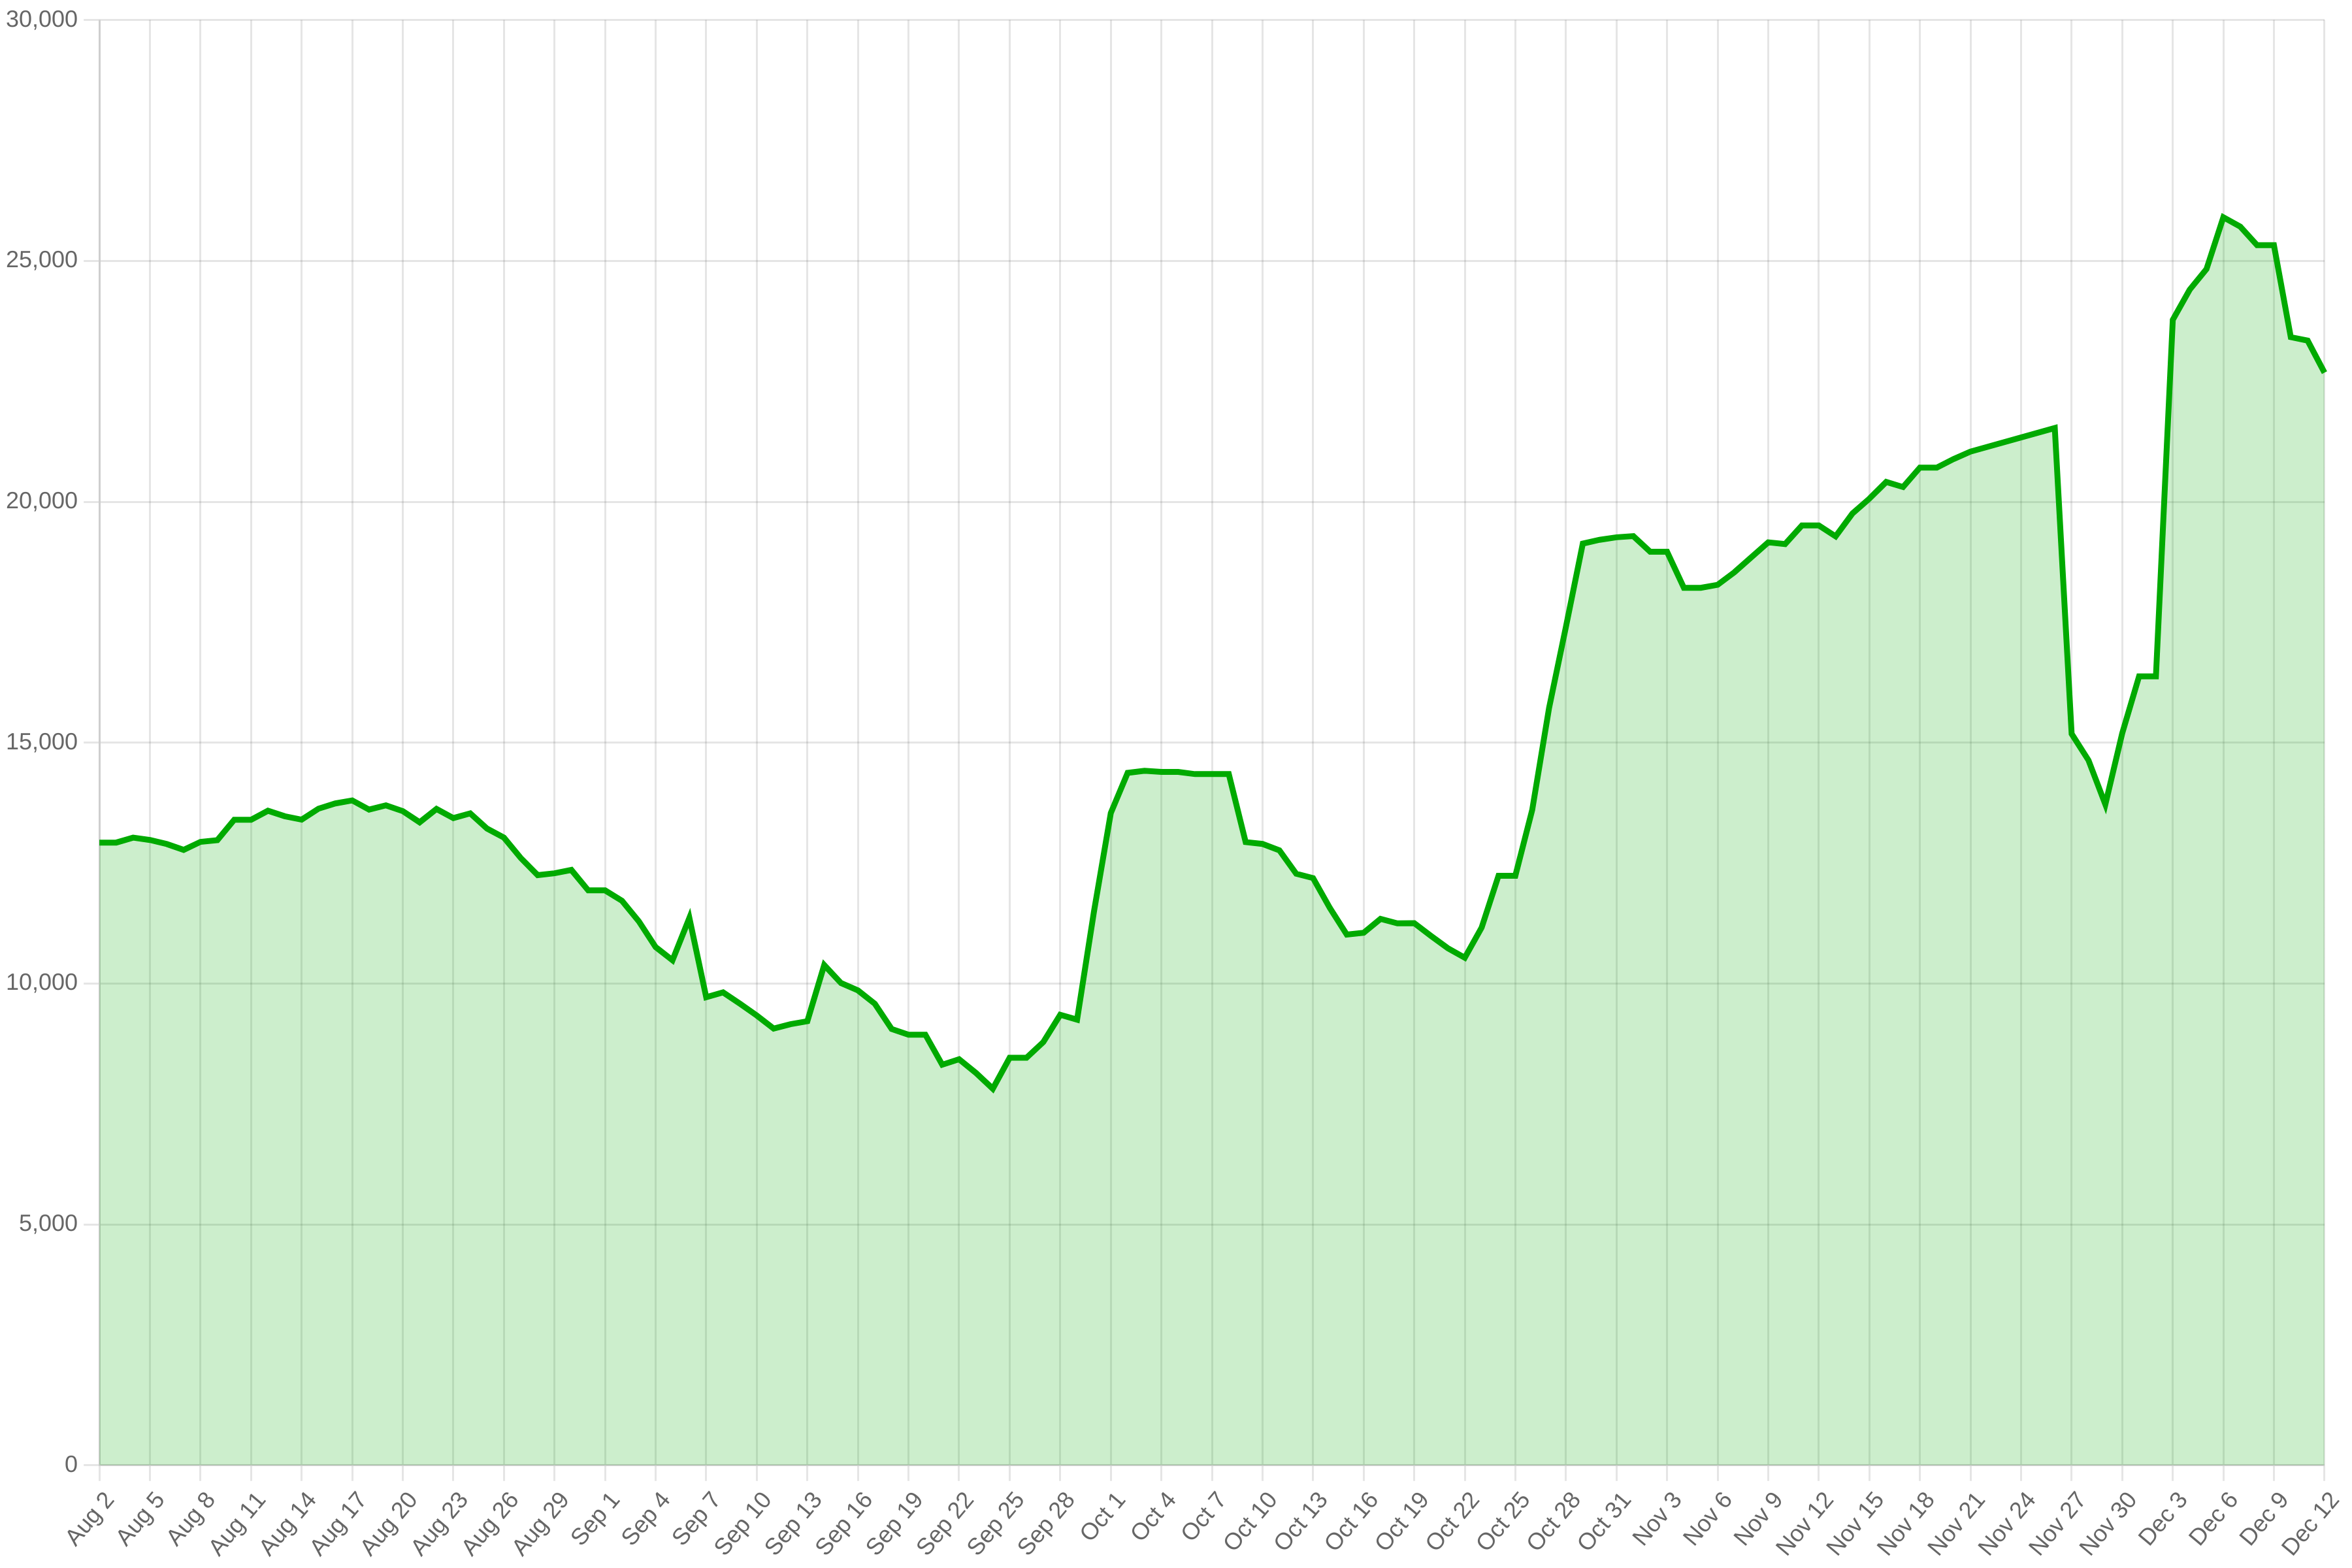 30,000
25,000
20,000
15,000
10,000
5,000
0
Aug 2
Aug 5
Aug 8
Aug 11
Aug 14
Aug 17
Aug 20
Aug 23
Aug 26
Aug 29
Sep 1
Sep 4
Sep 7
Sep 10
Sep 13
Sep 16
Sep 19
Sep 22
Sep 25
Sep 28
Oct 1
Oct 4
Oct 7
Oct 10
Oct 13
Oct 16
Oct 19
Oct 22
Oct 25
Oct 28
Oct 31
Nov 3
Nov 6
Nov 9
Nov 12
Nov 15
Nov 18
Nov 21
Nov 24
Nov 27
Nov 30
Dec 3
Dec 6
Dec 9
Dec 12